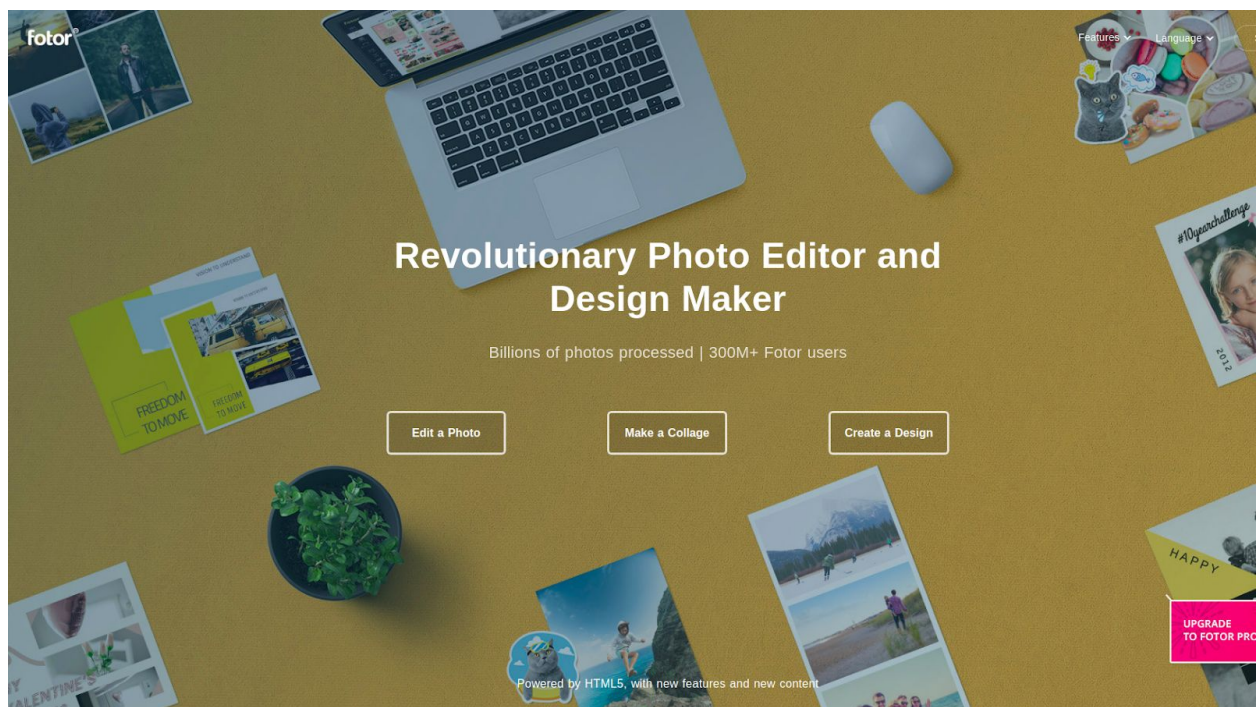 fotor®
Features
Language
Revolutionary Photo Editor and
Design Maker
Billions of photos processed | 300M+ Fotor users
Edit a Photo
Make a Collage
Create a Design
#10yearchallenge
2012
FREEDOM
TO MOVE
FREEDOM
TO MOVE
HAPPY
UPGRADE
TO FOTOR PRO
Powered by HTML5, with new features and new content